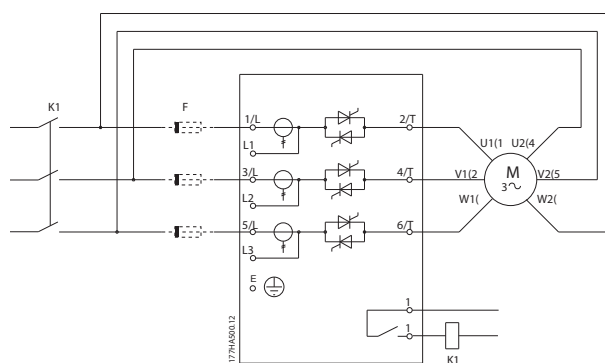 K1
F
1/L
2/T
L1
U1(1
U2(4
M
3~
3/L
4/T
V1(2
V2(5
L2
W1(
W2(
5/L
6/T
L3
E
1
1
K1
177HA500.12